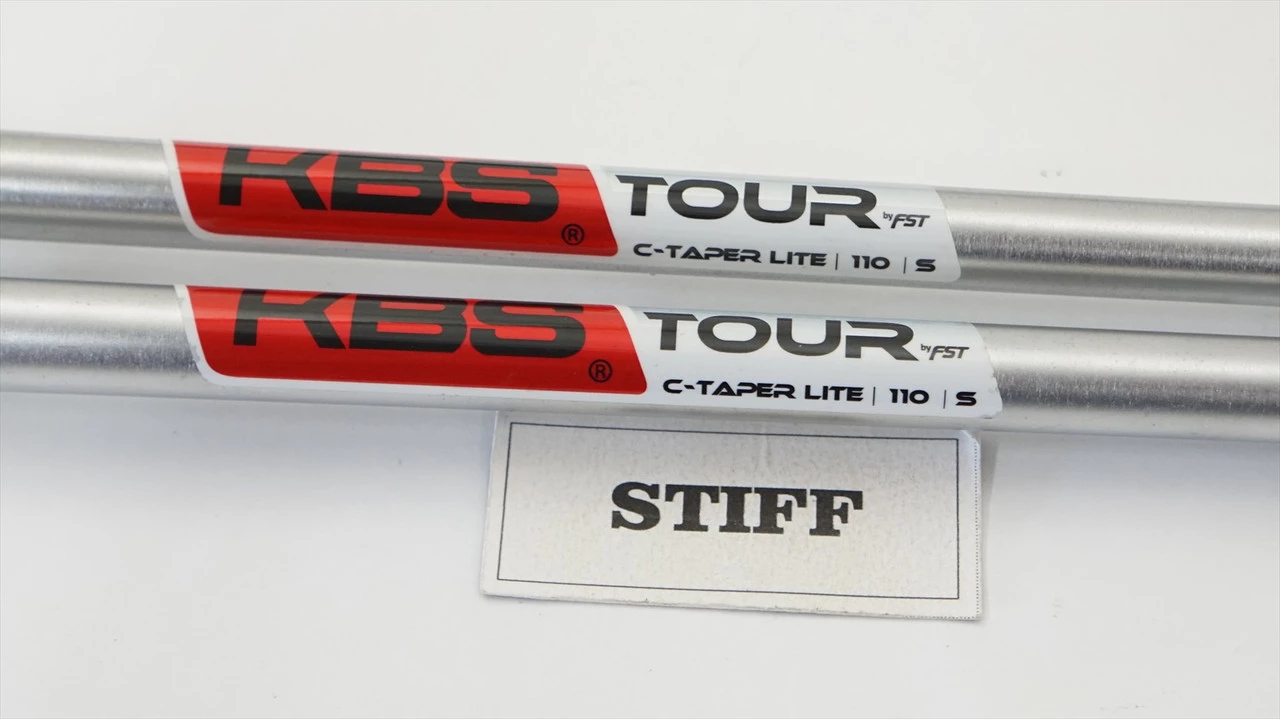 KBS® TOUR by FST
C-TAPER LITE | 110 | S
KBS® TOUR by FST
C-TAPER LITE | 110 | S
STIFF